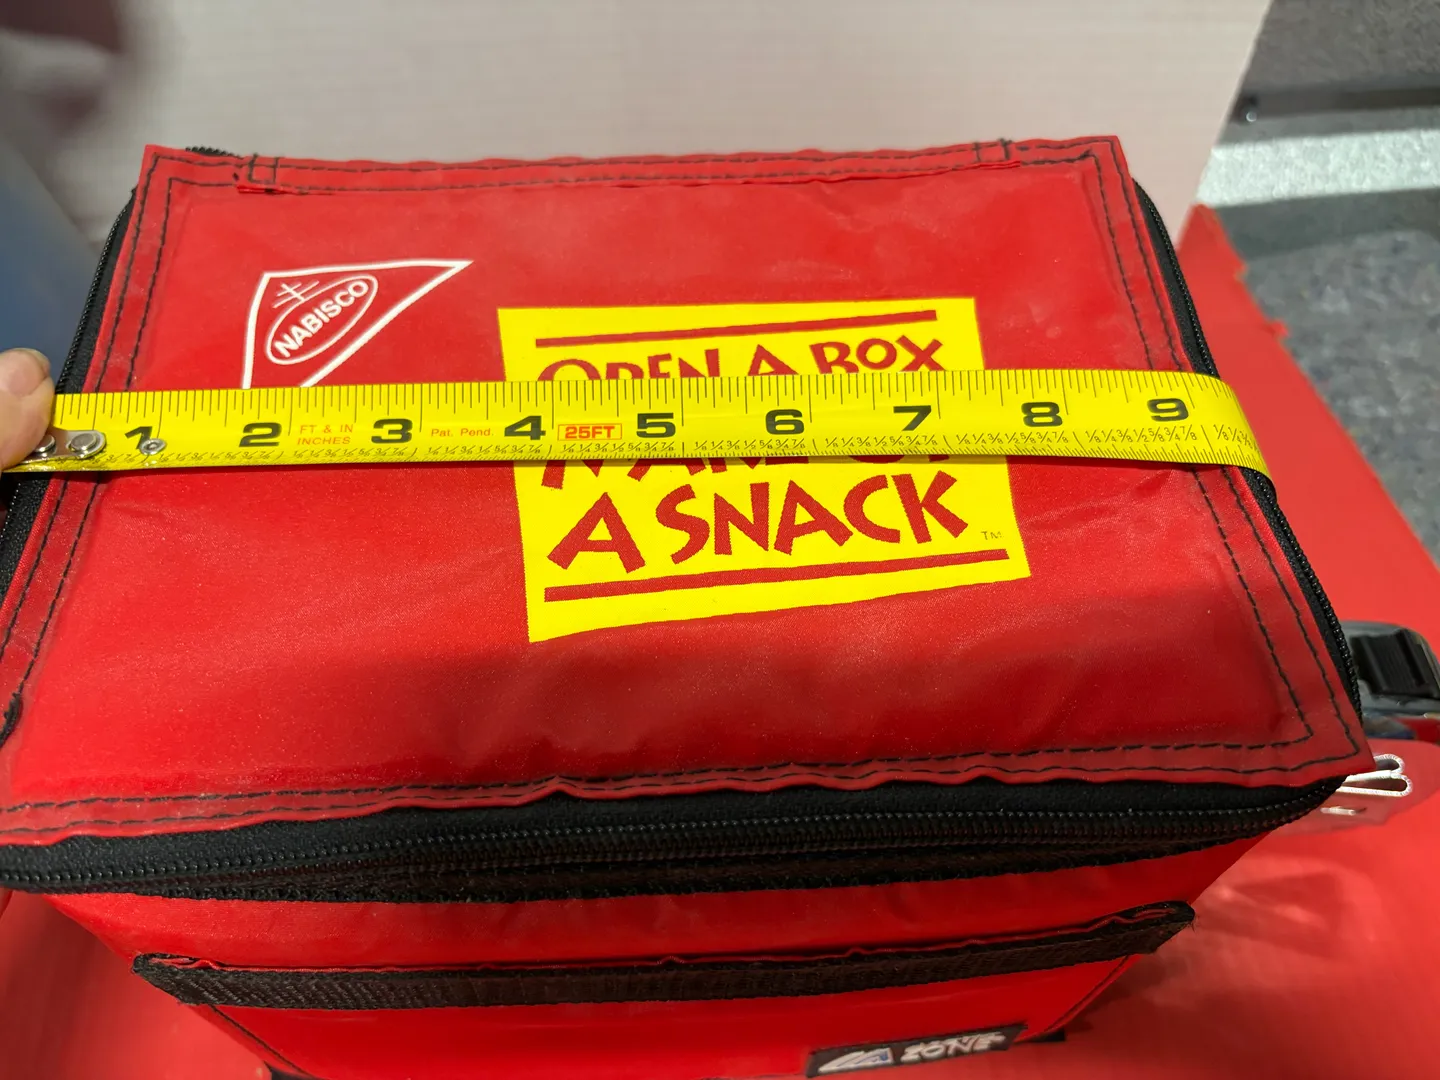 NABISCO
OPEN A BOX
1 2 FT. & IN INCHES 3 Pat. Pend. 4 25FT 5 6 7 8 9
A SNACK ™
ZONE